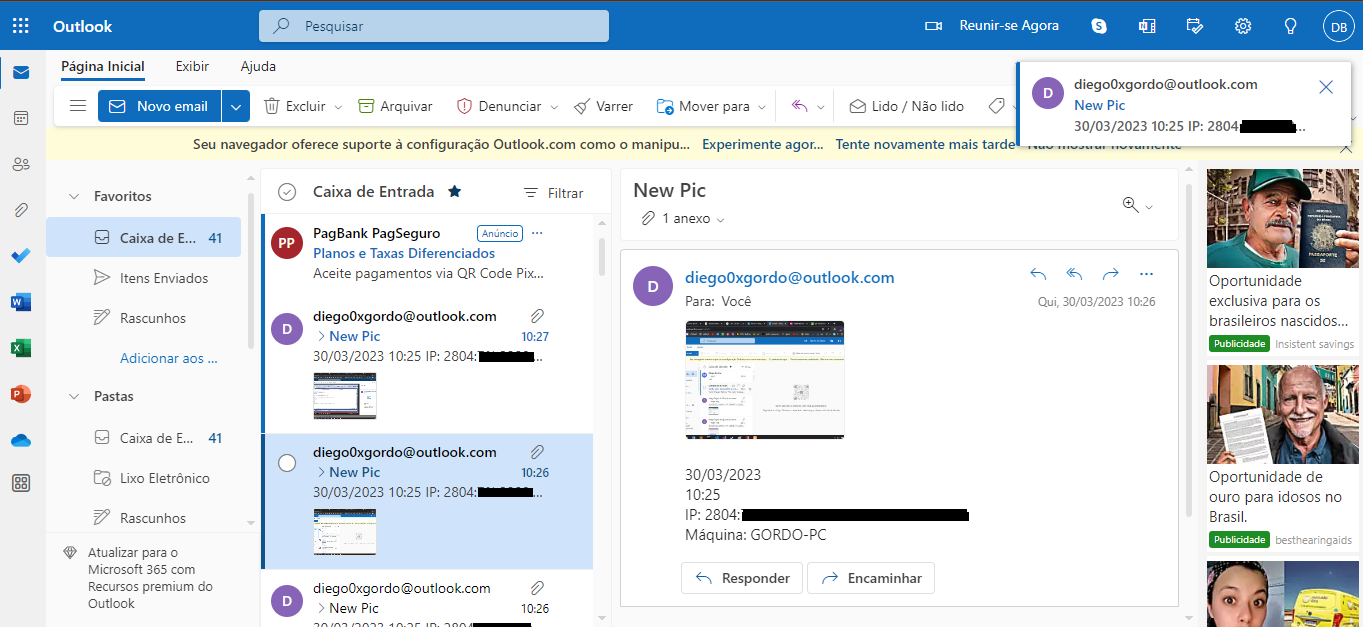 Outlook
Pesquisar
Reunir-se Agora
DB
Página Inicial
Exibir
Ajuda
Novo email
Excluir
Arquivar
Denunciar
Varrer
Mover para
Lido / Não lido
D
diego0xgordo@outlook.com
New Pic
30/03/2023 10:25 IP: 2804: ...
Seu navegador oferece suporte à configuração Outlook.com como o manipu...
Experimente agor...
Tente novamente mais tarde
Não mostrar novamente
Favoritos
Caixa de E... 41
Itens Enviados
Rascunhos
Adicionar ao ...
Pastas
Caixa de E... 41
Lixo Eletrônico
Rascunhos
Atualizar para o
Microsoft 365 com
Recursos premium do
Outlook
Caixa de Entrada
Filtrar
PP
PagBank PagSeguro
Anúncio
Planos e Taxas Diferenciados
Aceite pagamentos via QR Code Pix...
D
diego0xgordo@outlook.com
New Pic
10:27
30/03/2023 10:25 IP: 2804: ...
diego0xgordo@outlook.com
New Pic
10:26
30/03/2023 10:25 IP: 2804: ...
D
diego0xgordo@outlook.com
New Pic
10:26
30/03/2023 10:25 IP: 2804:
New Pic
1 anexo
D
diego0xgordo@outlook.com
Para: Você
Qui, 30/03/2023 10:26
30/03/2023
10:25
IP: 2804:
Máquina: GORDO-PC
Responder
Encaminhar
PASSAPORTE
Oportunidade
exclusiva para os
brasileiros nascidos...
Publicidade
Insistent savings
Oportunidade de
ouro para idosos no
Brasil.
Publicidade
besthearingaids